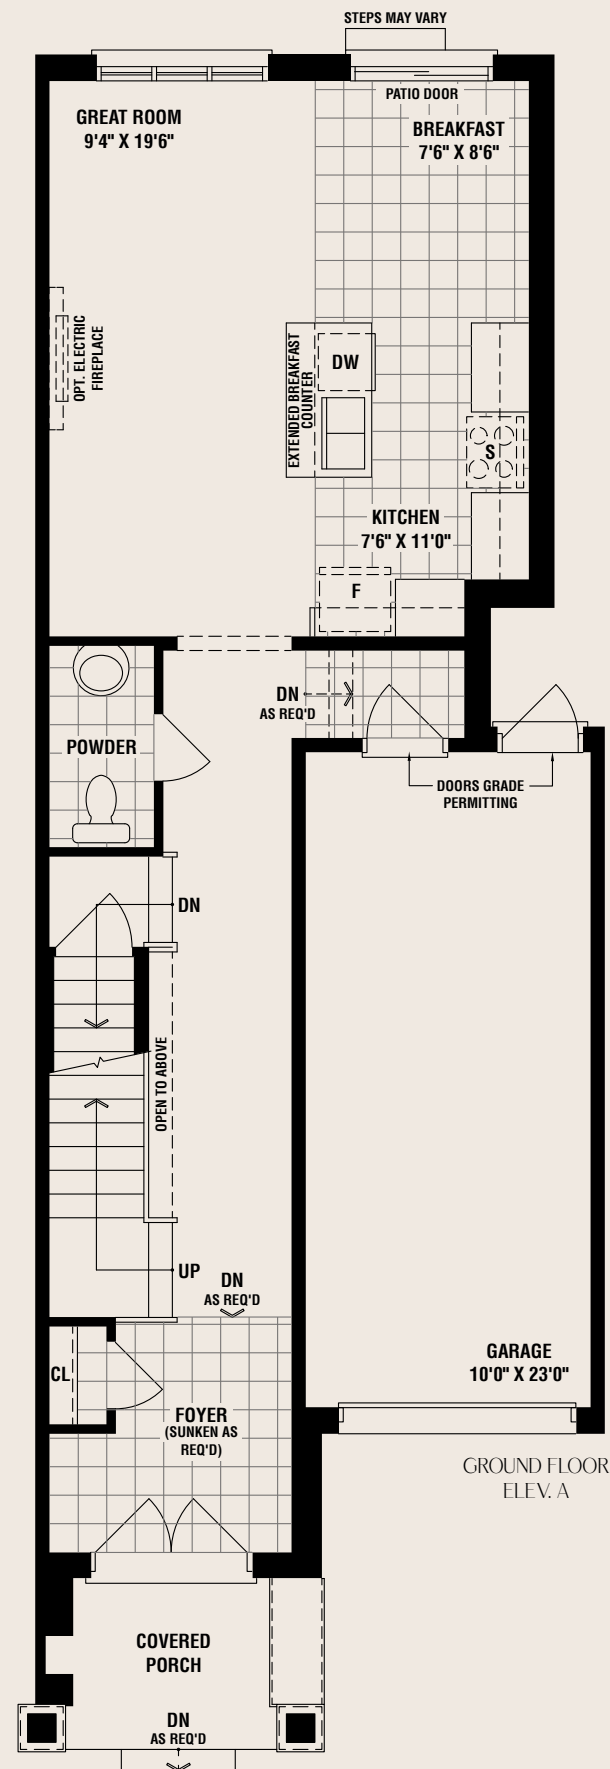 STEPS MAY VARY
PATIO DOOR
GREAT ROOM
9'4" X 19'6"
BREAKFAST
7'6" X 8'6"
OPT. ELECTRIC
FIREPLACE
EXTENDED BREAKFAST
COUNTER
DW
S
KITCHEN
7'6" X 11'0"
F
DN
AS REQ'D
POWDER
DOORS GRADE
PERMITTING
DN
OPEN TO ABOVE
UP
DN
AS REQ'D
CL
GARAGE
10'0" X 23'0"
FOYER
(SUNKEN AS
REQ'D)
GROUND FLOOR
ELEV. A
COVERED
PORCH
DN
AS REQ'D